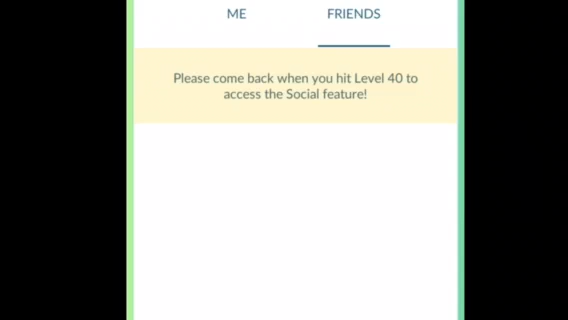 ME FRIENDS
Please come back when you hit Level 40 to
access the Social feature!